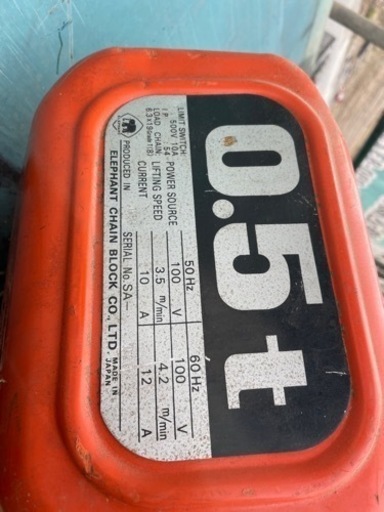 0.5t
50Hz 60Hz
POWER SOURCE 100 V 100 V
LIFTING SPEED 3.5 m/min 4.2 m/min
CURRENT 10 A 12 A
LIMIT SWITCH:
500V 10A
IP 54
LOAD CHAIN:
SERIAL No. SA-
PRODUCED IN
ELEPHANT CHAIN BLOCK CO., LTD. MADE IN JAPAN